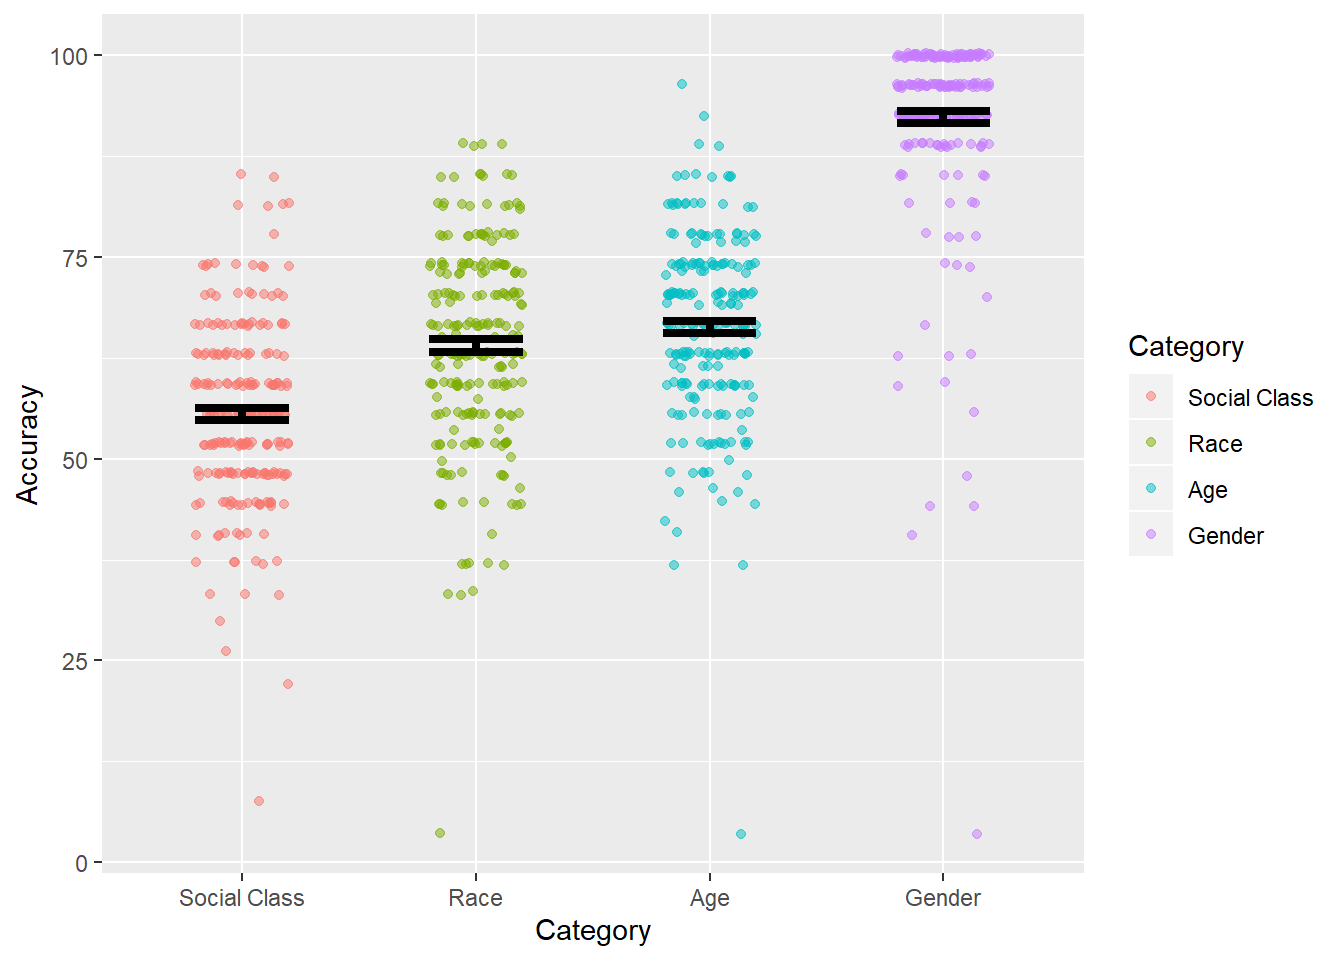 100
75
50
25
0
Accuracy
Social Class
Race
Age
Gender
Category
Category
Social Class
Race
Age
Gender